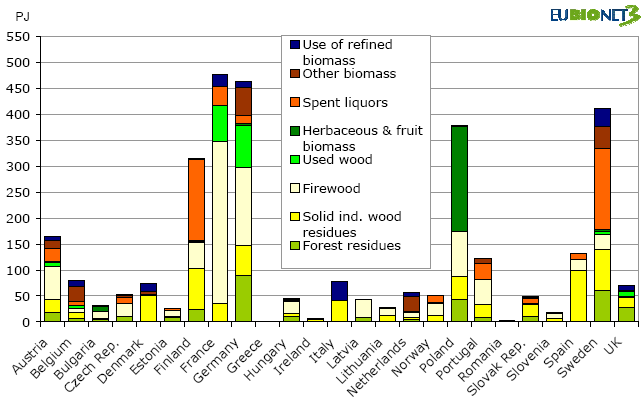 PJ
EUBIONET3
550
500
450
400
350
300
250
200
150
100
50
0
Use of refined
biomass
Other biomass
Spent liquors
Herbaceous & fruit
biomass
Used wood
Firewood
Solid ind. wood
residues
Forest residues
Austria
Belgium
Bulgaria
Czech Rep.
Denmark
Estonia
Finland
France
Germany
Greece
Hungary
Ireland
Italy
Latvia
Lithuania
Netherlands
Norway
Poland
Portugal
Romania
Slovak Rep.
Slovenia
Spain
Sweden
UK